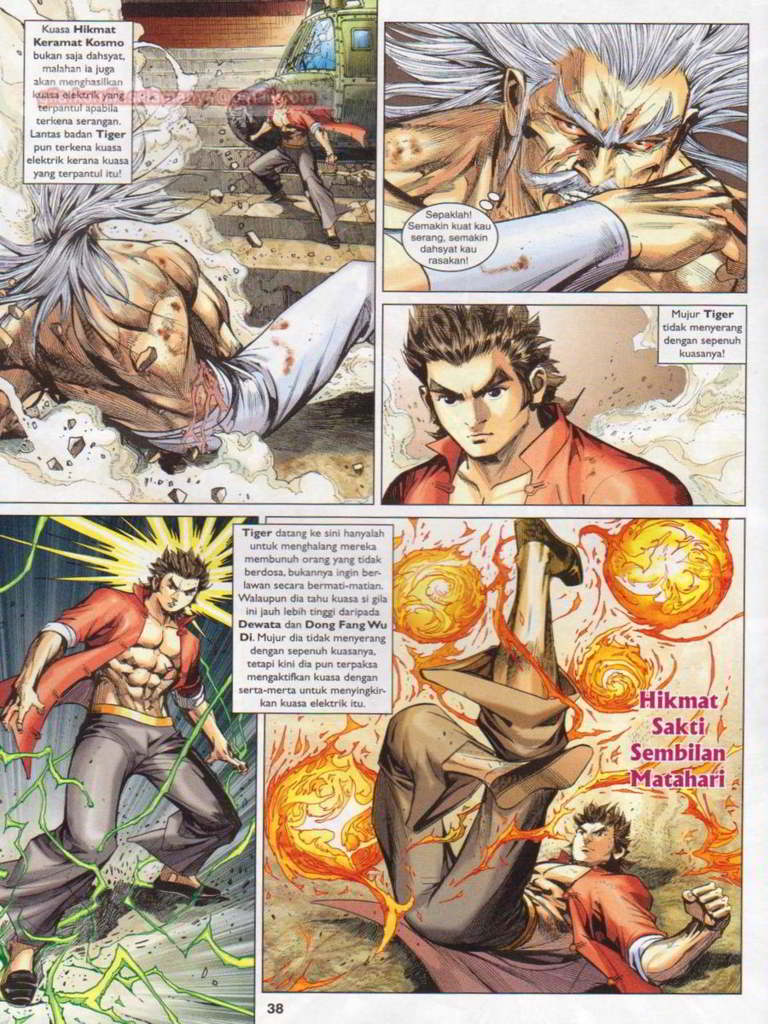 Kuasa Hikmat
Keramat Kosmo
bukan saja dahsyat,
malahan ia juga
akan menghasilkan
kuasa elektrik yang
terpantul apabila
terkena serangan.
Lantas badan Tiger
pun terkena kuasa
elektrik kerana kuasa
yang terpantul itu!
Sepaklah!
Semakin kuat kau
serang, semakin
dahsyat kau
rasakan!
Mujur Tiger
tidak menyerang
dengan sepenuh
kuasanya!
Tiger datang ke sini hanyalah
untuk menghalang mereka
membunuh orang yang tidak
berdosa, bukannya ingin ber-
lawan secara bermati-matian.
Walaupun dia tahu kuasa si gila
ini jauh lebih tinggi daripada
Dewata dan Dong Fang Wu
Di. Mujur dia tidak menyerang
dengan sepenuh kuasanya,
tetapi kini dia pun terpaksa
mengaktifkan kuasa dengan
serta-merta untuk menyingkir-
kan kuasa elektrik itu.
Hikmat
Sakti
Sembilan
Matahari
38